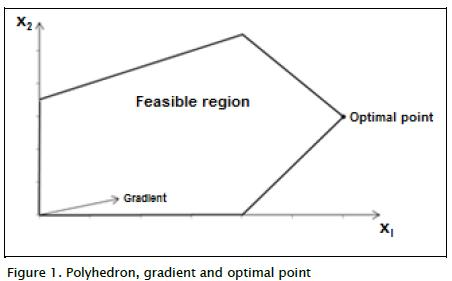 X2
Feasible region
Optimal point
Gradient
X1
Figure 1. Polyhedron, gradient and optimal point